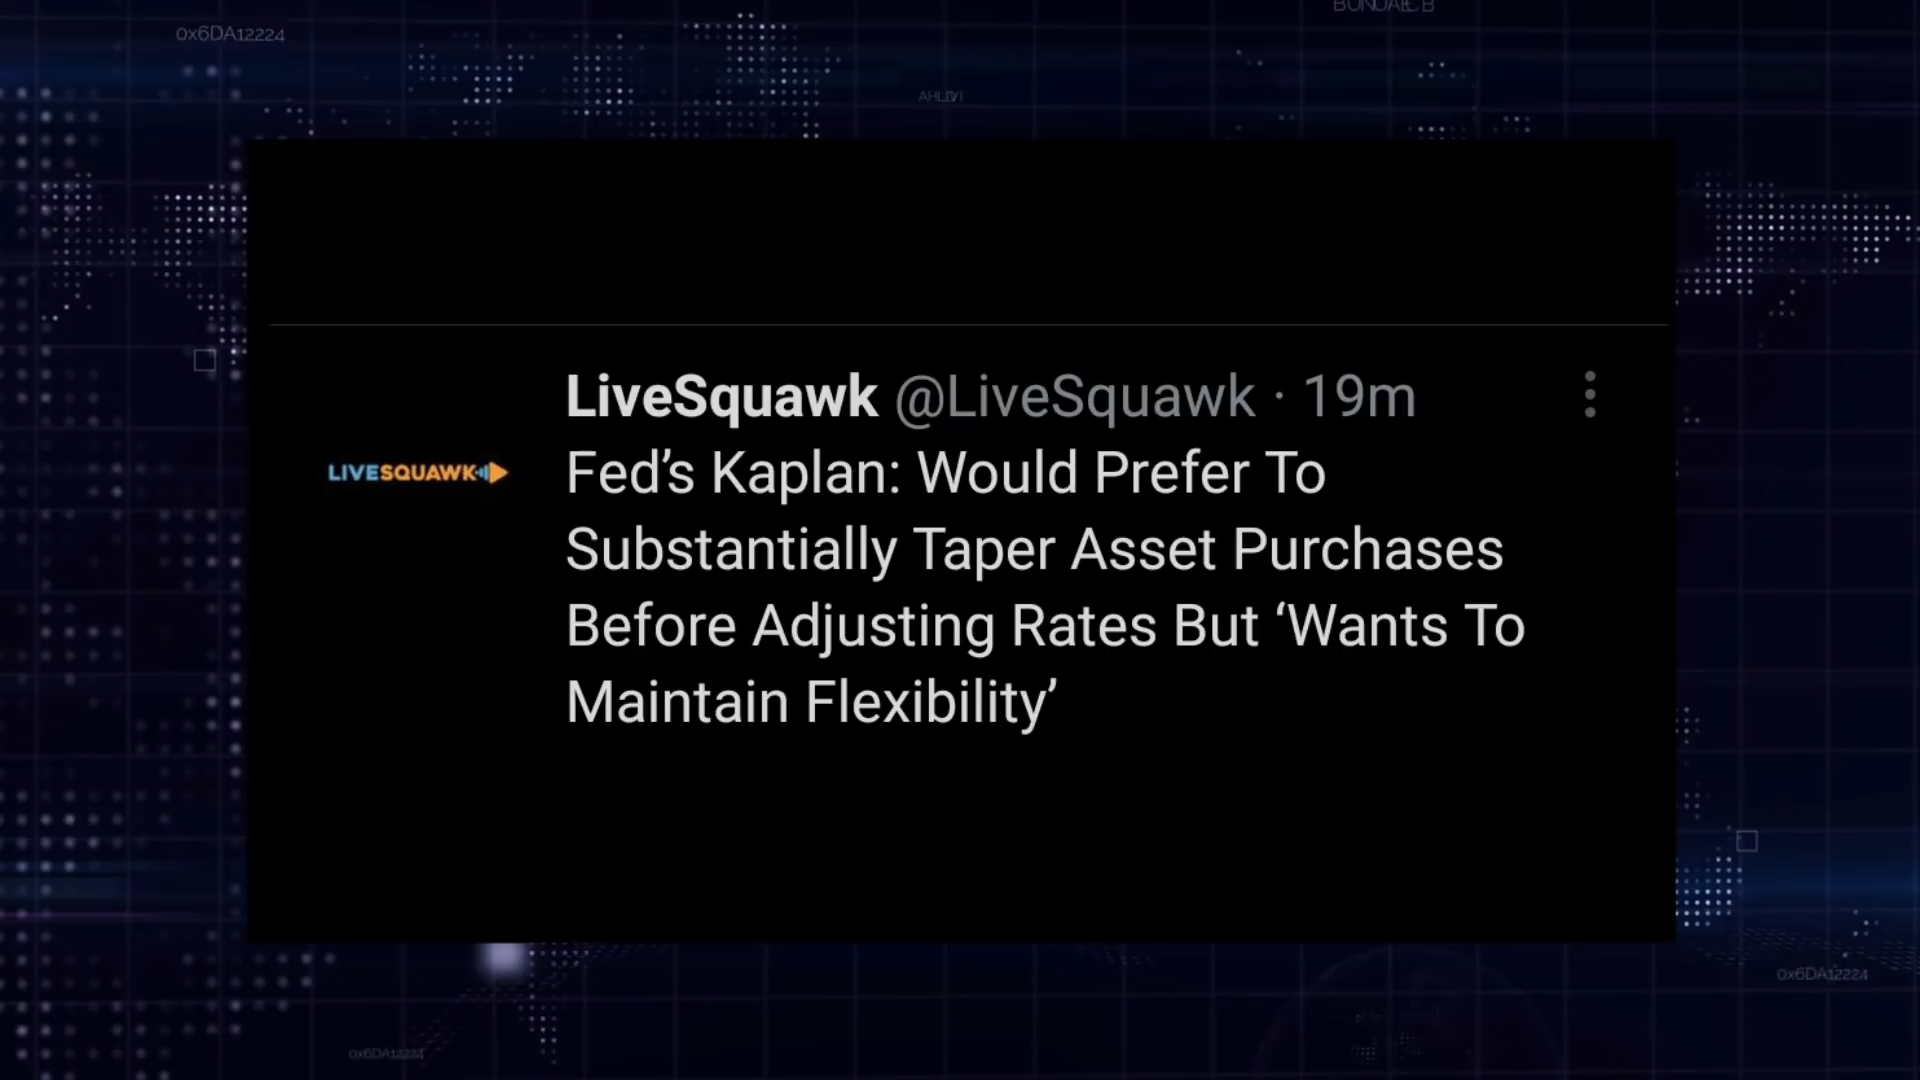 0x6DA12224
LiveSquawk @LiveSquawk · 19m
LIVESQUAWK
Fed’s Kaplan: Would Prefer To
Substantially Taper Asset Purchases
Before Adjusting Rates But ‘Wants To
Maintain Flexibility’
0x6DA12224
0x6DA12224